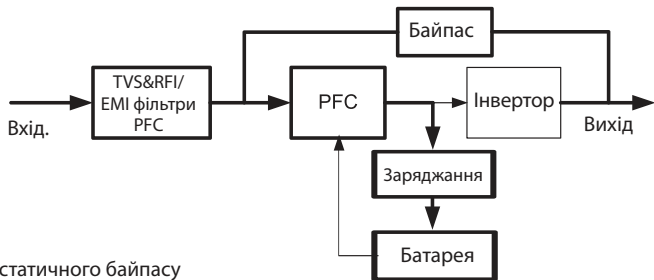 Байпас
TVS&RFI/
EMI фільтри
PFC
PFC
Інвертор
Вхід.
Вихід
Заряджання
Батарея
статичного байпасу